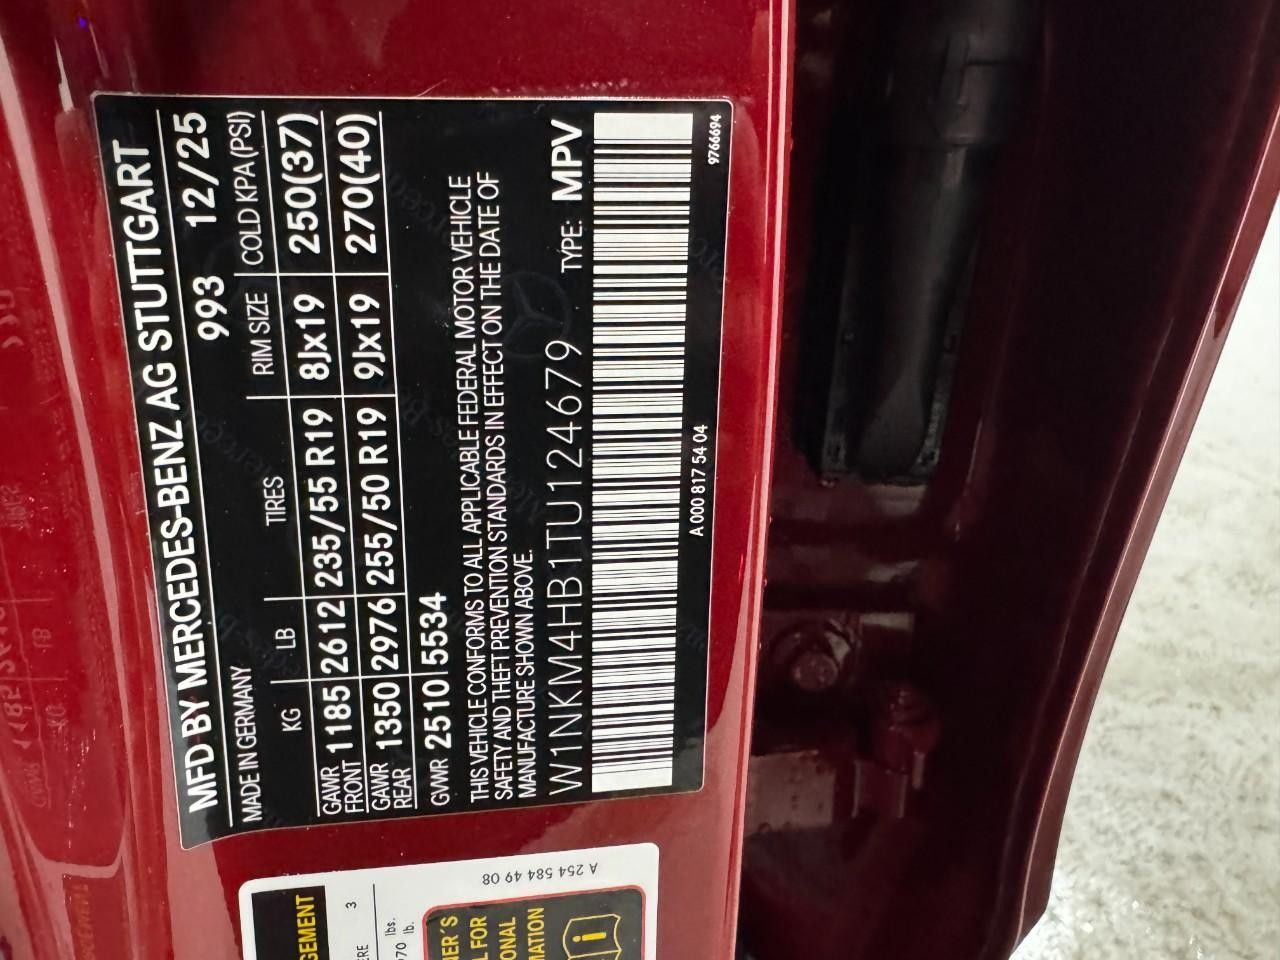 MFD BY MERCEDES-BENZ AG STUTTGART
MADE IN GERMANY 993 12/25
KG LB TIRES RIM SIZE COLD KPA(PSI)
GAWR FRONT 1185 2612 235/55 R19 8Jx19 250(37)
GAWR REAR 1350 2976 255/50 R19 9Jx19 270(40)
GVWR 2510 5534
THIS VEHICLE CONFORMS TO ALL APPLICABLE FEDERAL MOTOR VEHICLE
SAFETY AND THEFT PREVENTION STANDARDS IN EFFECT ON THE DATE OF
MANUFACTURE SHOWN ABOVE.
W1NKM4HB1TU124679 TYPE: MPV
A 000 817 54 04 9766694
A 254 584 49 08
3
lbs.
lb.